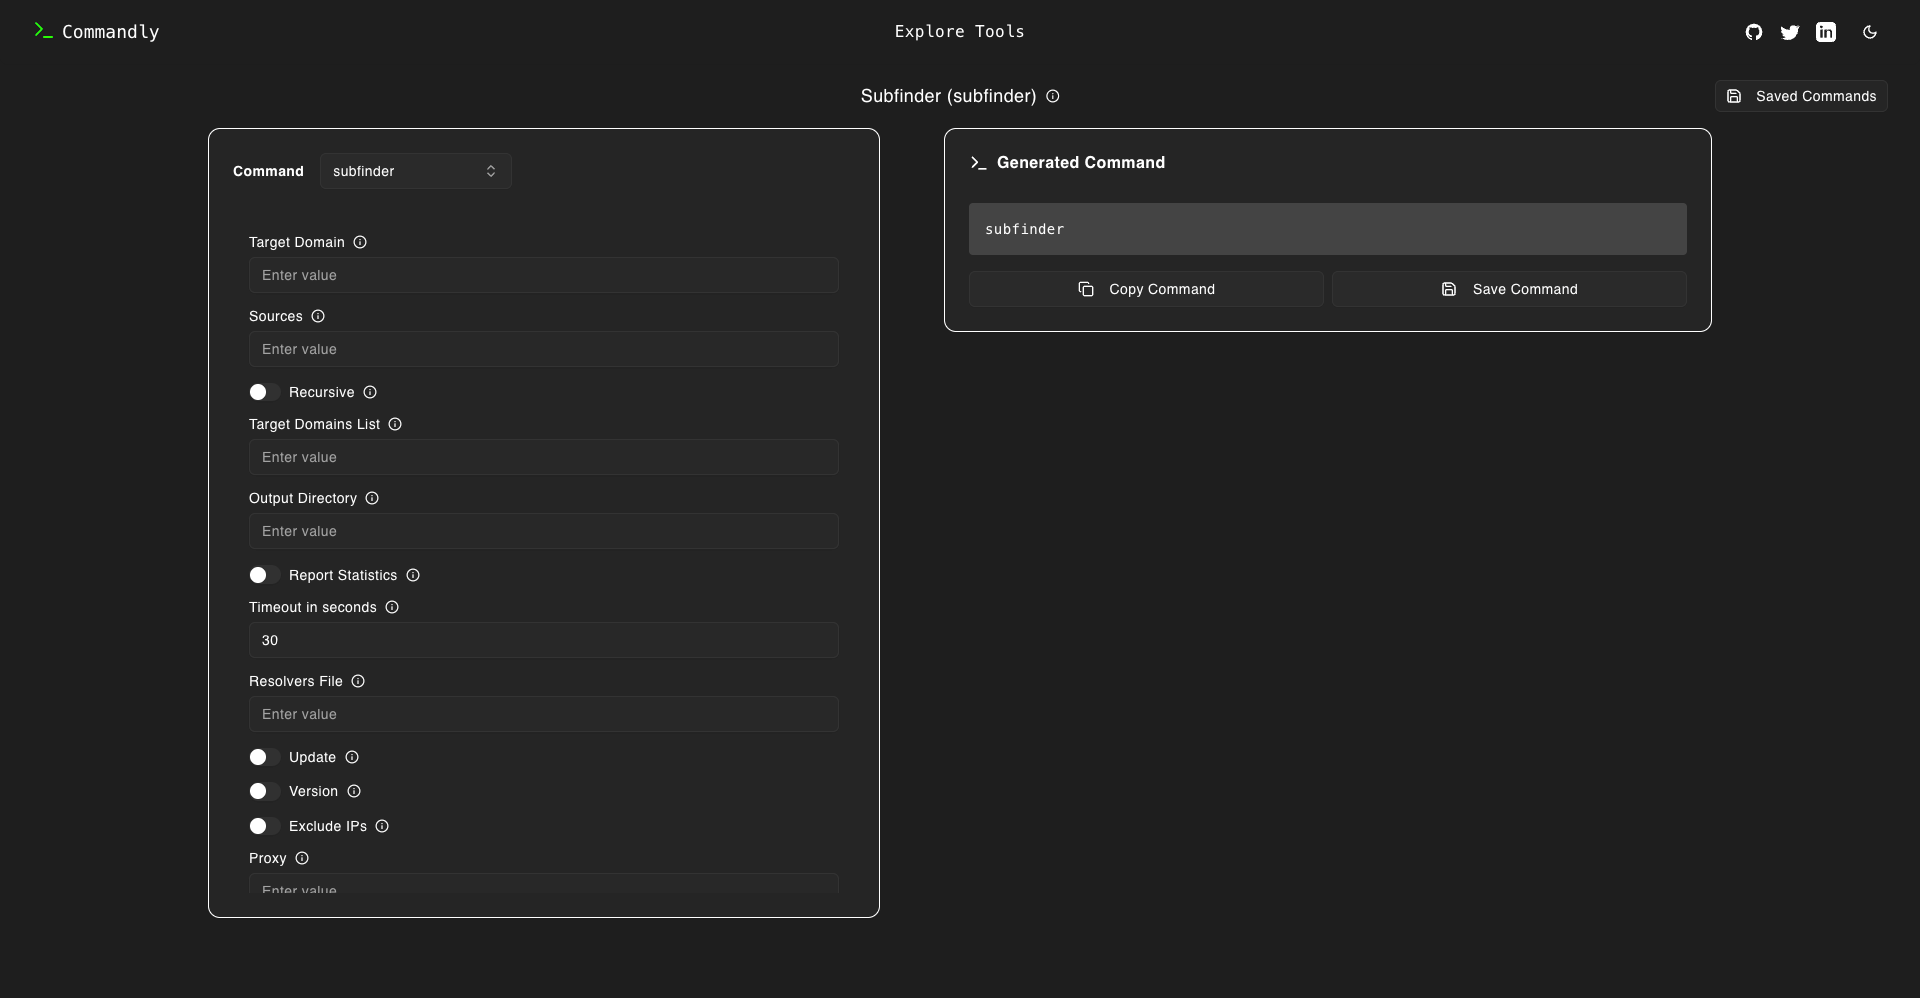 Commandly
Explore Tools
Subfinder (subfinder)
Saved Commands
Command
subfinder
Target Domain
Enter value
Sources
Enter value
Recursive
Target Domains List
Enter value
Output Directory
Enter value
Report Statistics
Timeout in seconds
30
Resolvers File
Enter value
Update
Version
Exclude IPs
Proxy
Enter value
Generated Command
subfinder
Copy Command
Save Command